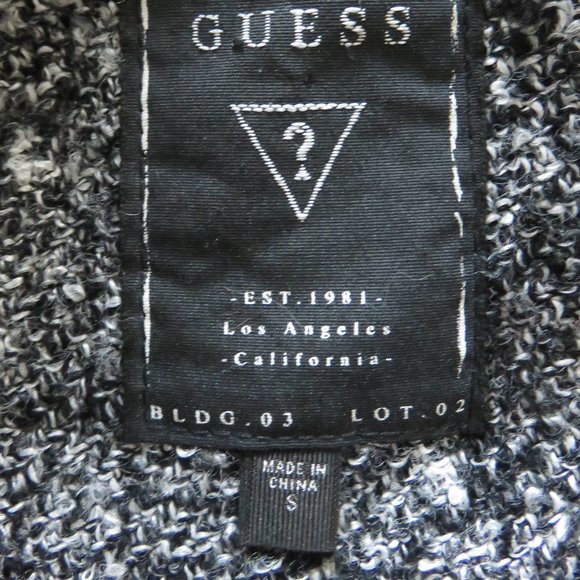 GUESS
?
-EST.1981-
Los Angeles
-California-
BLDG.03 LOT.02
MADE IN
CHINA
S